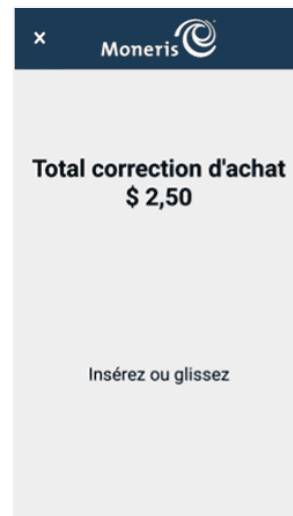 ×
Moneris
Total correction d'achat
$ 2,50
Insérez ou glissez